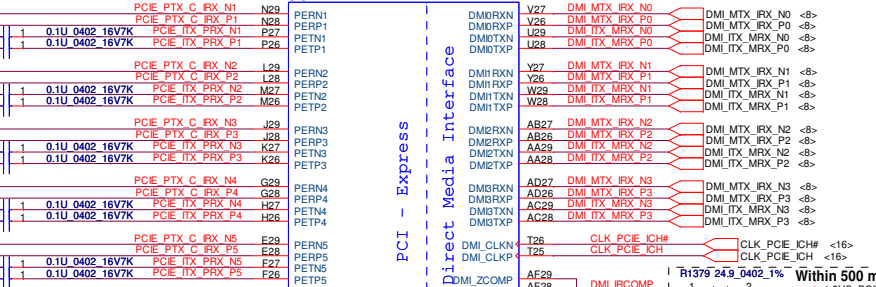 PCIE_PTX_C_IRX_N1 N29 PERN1 DMI0RXN V27 DMI_MTX_IRX_N0 DMI_MTX_IRX_N0 <8>
PCIE_PTX_C_IRX_P1 N28 PERP1 DMI0RXP V26 DMI_MTX_IRX_P0 DMI_MTX_IRX_P0 <8>
1 0.1U_0402_16V7K PCIE_ITX_PRX_N1 P27 PETN1 DMI0TXN U29 DMI_ITX_MRX_N0 DMI_ITX_MRX_N0 <8>
1 0.1U_0402_16V7K PCIE_ITX_PRX_P1 P26 PETP1 DMI0TXP U28 DMI_ITX_MRX_P0 DMI_ITX_MRX_P0 <8>
PCIE_PTX_C_IRX_N2 L29 PERN2 DMI1RXN Y27 DMI_MTX_IRX_N1 DMI_MTX_IRX_N1 <8>
PCIE_PTX_C_IRX_P2 L28 PERP2 DMI1RXP Y26 DMI_MTX_IRX_P1 DMI_MTX_IRX_P1 <8>
1 0.1U_0402_16V7K PCIE_ITX_PRX_N2 M27 PETN2 DMI1TXN W29 DMI_ITX_MRX_N1 DMI_ITX_MRX_N1 <8>
1 0.1U_0402_16V7K PCIE_ITX_PRX_P2 M26 PETP2 DMI1TXP W28 DMI_ITX_MRX_P1 DMI_ITX_MRX_P1 <8>
PCIE_PTX_C_IRX_N3 J29 PERN3 DMI2RXN AB27 DMI_MTX_IRX_N2 DMI_MTX_IRX_N2 <8>
PCIE_PTX_C_IRX_P3 J28 PERP3 DMI2RXP AB26 DMI_MTX_IRX_P2 DMI_MTX_IRX_P2 <8>
1 0.1U_0402_16V7K PCIE_ITX_PRX_N3 K27 PETN3 DMI2TXN AA29 DMI_ITX_MRX_N2 DMI_ITX_MRX_N2 <8>
1 0.1U_0402_16V7K PCIE_ITX_PRX_P3 K26 PETP3 DMI2TXP AA28 DMI_ITX_MRX_P2 DMI_ITX_MRX_P2 <8>
PCI - Express
Direct Media Interface
PCIE_PTX_C_IRX_N4 G29 PERN4 DMI3RXN AD27 DMI_MTX_IRX_N3 DMI_MTX_IRX_N3 <8>
PCIE_PTX_C_IRX_P4 G28 PERP4 DMI3RXP AD26 DMI_MTX_IRX_P3 DMI_MTX_IRX_P3 <8>
1 0.1U_0402_16V7K PCIE_ITX_PRX_N4 H27 PETN4 DMI3TXN AC29 DMI_ITX_MRX_N3 DMI_ITX_MRX_N3 <8>
1 0.1U_0402_16V7K PCIE_ITX_PRX_P4 H26 PETP4 DMI3TXP AC28 DMI_ITX_MRX_P3 DMI_ITX_MRX_P3 <8>
PCIE_PTX_C_IRX_N5 E29 PERN5 DMI_CLKN T26 CLK_PCIE_ICH# CLK_PCIE_ICH# <16>
PCIE_PTX_C_IRX_P5 E28 PERP5 DMI_CLKP T25 CLK_PCIE_ICH CLK_PCIE_ICH <16>
1 0.1U_0402_16V7K PCIE_ITX_PRX_N5 F27 PETN5
1 0.1U_0402_16V7K PCIE_ITX_PRX_P5 F26 PETP5 DMI_ZCOMP AF29 R1379 24.9_0402_1% Within 500 m
AF28 DMI_IRCOMP 1